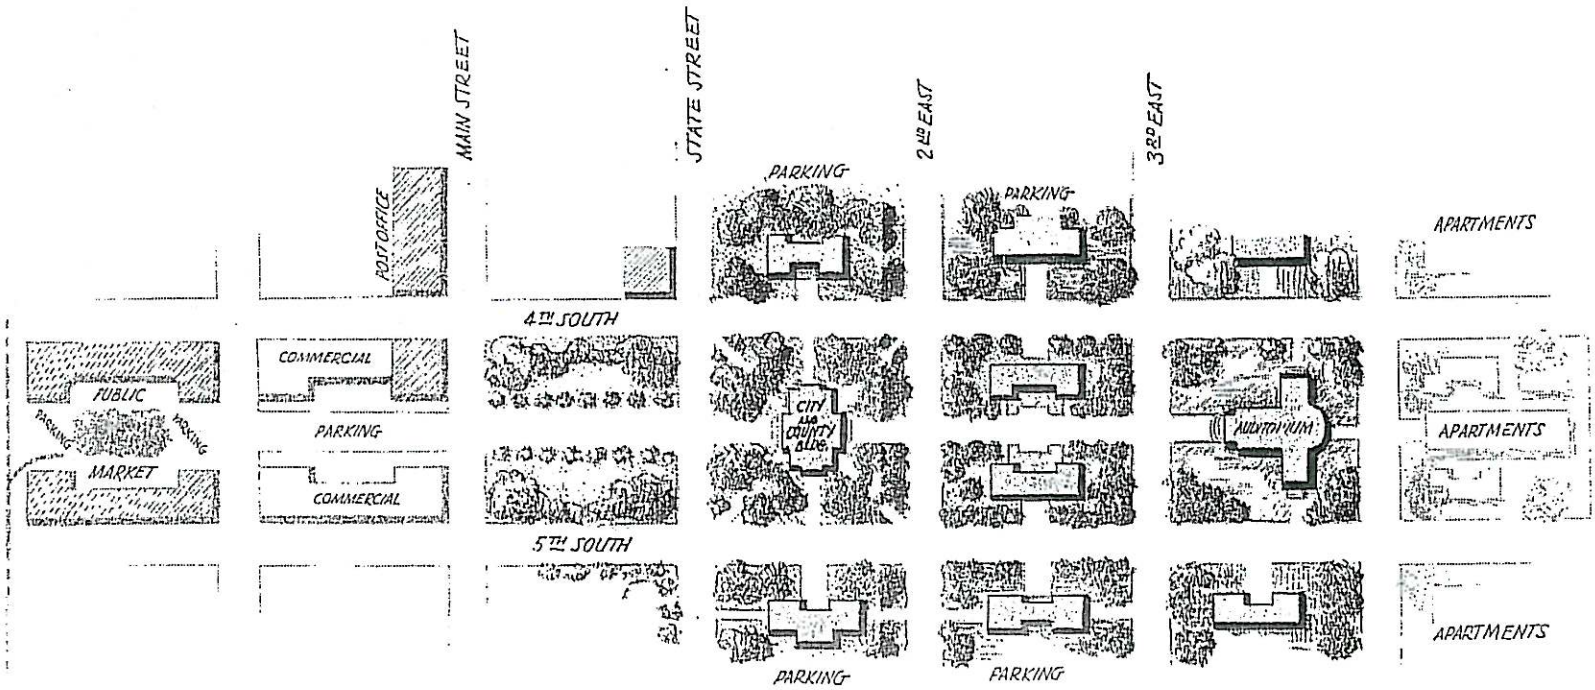 MAIN STREET
STATE STREET
2ND EAST
3RD EAST
PARKING
PARKING
POST OFFICE
APARTMENTS
4TH SOUTH
COMMERCIAL
PUBLIC
PARKING
PARKING
MARKET
PARKING
COMMERCIAL
CITY
AND
COUNTY
BLDG
AUDITORIUM
APARTMENTS
5TH SOUTH
PARKING
PARKING
APARTMENTS